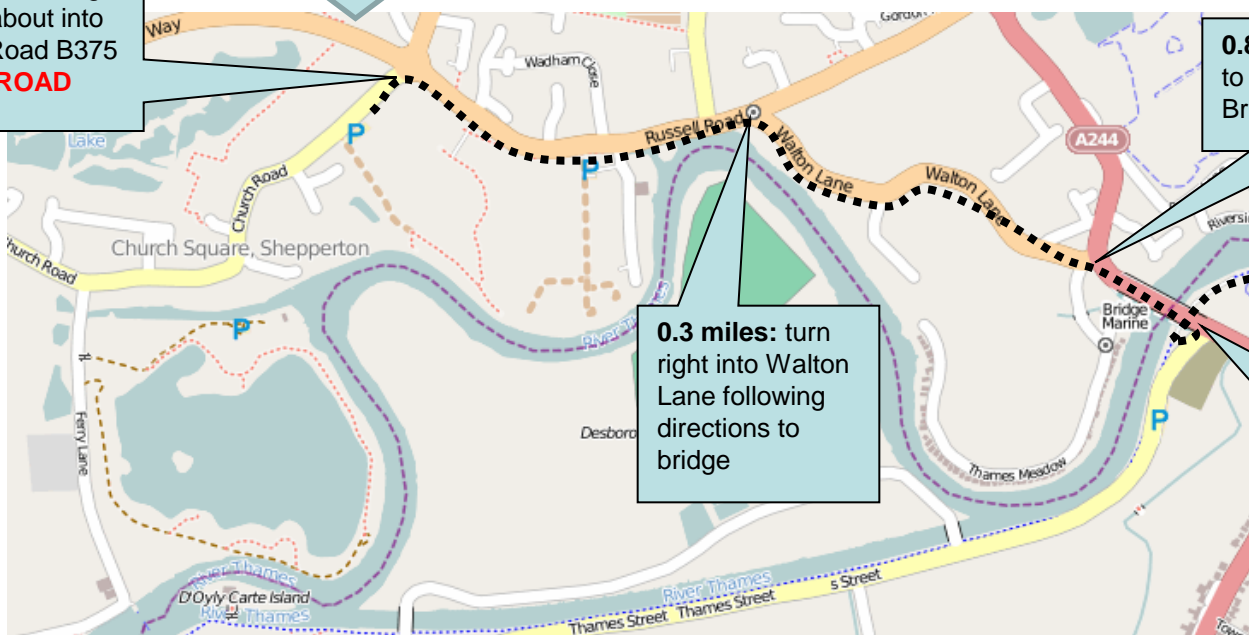 about into
Road B375
ROAD
Way
Wadham Close
Gordon
0.8
to
Br
Lake
Russell Road
Walton Lane
Walton Lane
A244
Church Road
Church Square, Shepperton
Church Road
Bridge
Marine
River Thames
0.3 miles: turn
right into Walton
Lane following
directions to
bridge
Desboro
Ferry Lane
Thames Meadow
River Thames
D'Oyly Carte Island
River Thames
River Thames
s Street
Thames Street
Thames Street
P
P
P
P